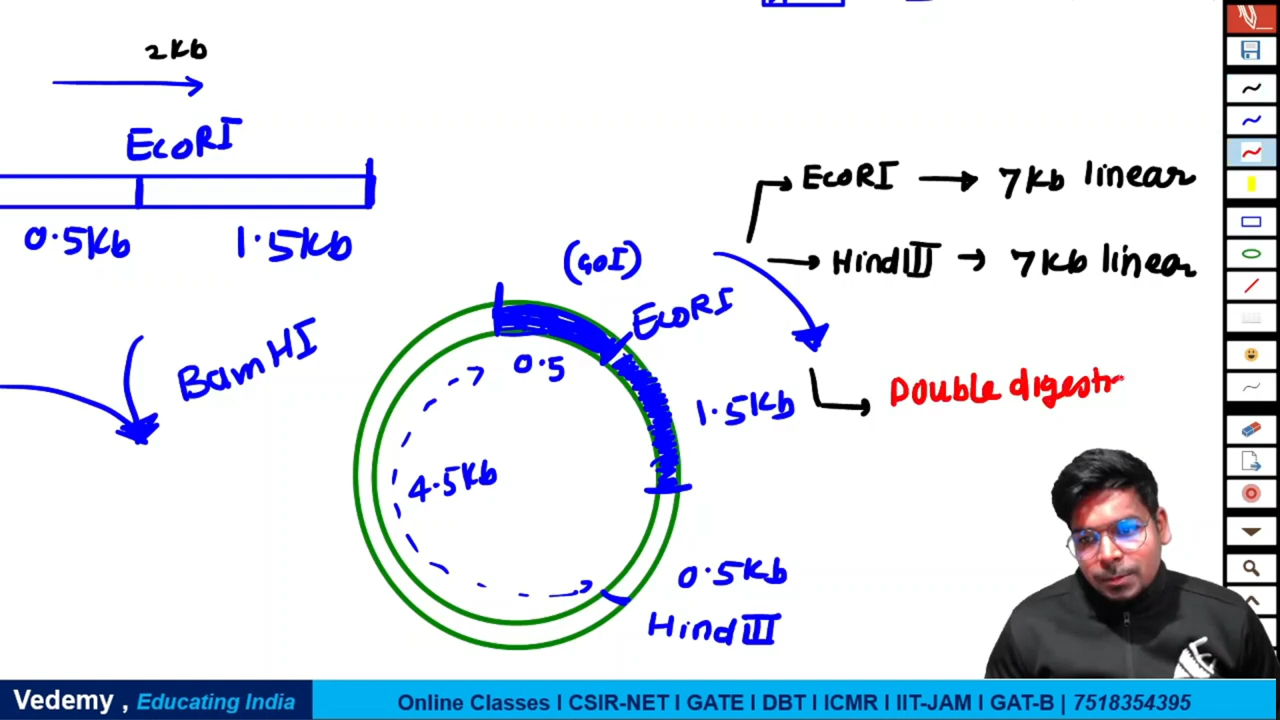 2Kb
EcoRI
0.5Kb 1.5Kb
BamHI
(GOI)
EcoRI
0.5
1.5Kb
4.5Kb
0.5Kb
HindIII
EcoRI → 7Kb linear
HindIII → 7Kb linear
Double digest
Vedemy , Educating India
Online Classes I CSIR-NET I GATE I DBT I ICMR I IIT-JAM I GAT-B | 7518354395